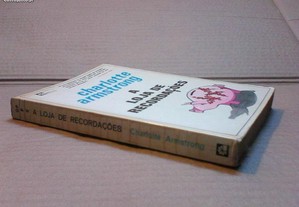 charlotte
armstrong
A
LOJA DE
RECORDAÇÕES
A LOJA DE RECORDAÇÕES Charlotte Armstrong